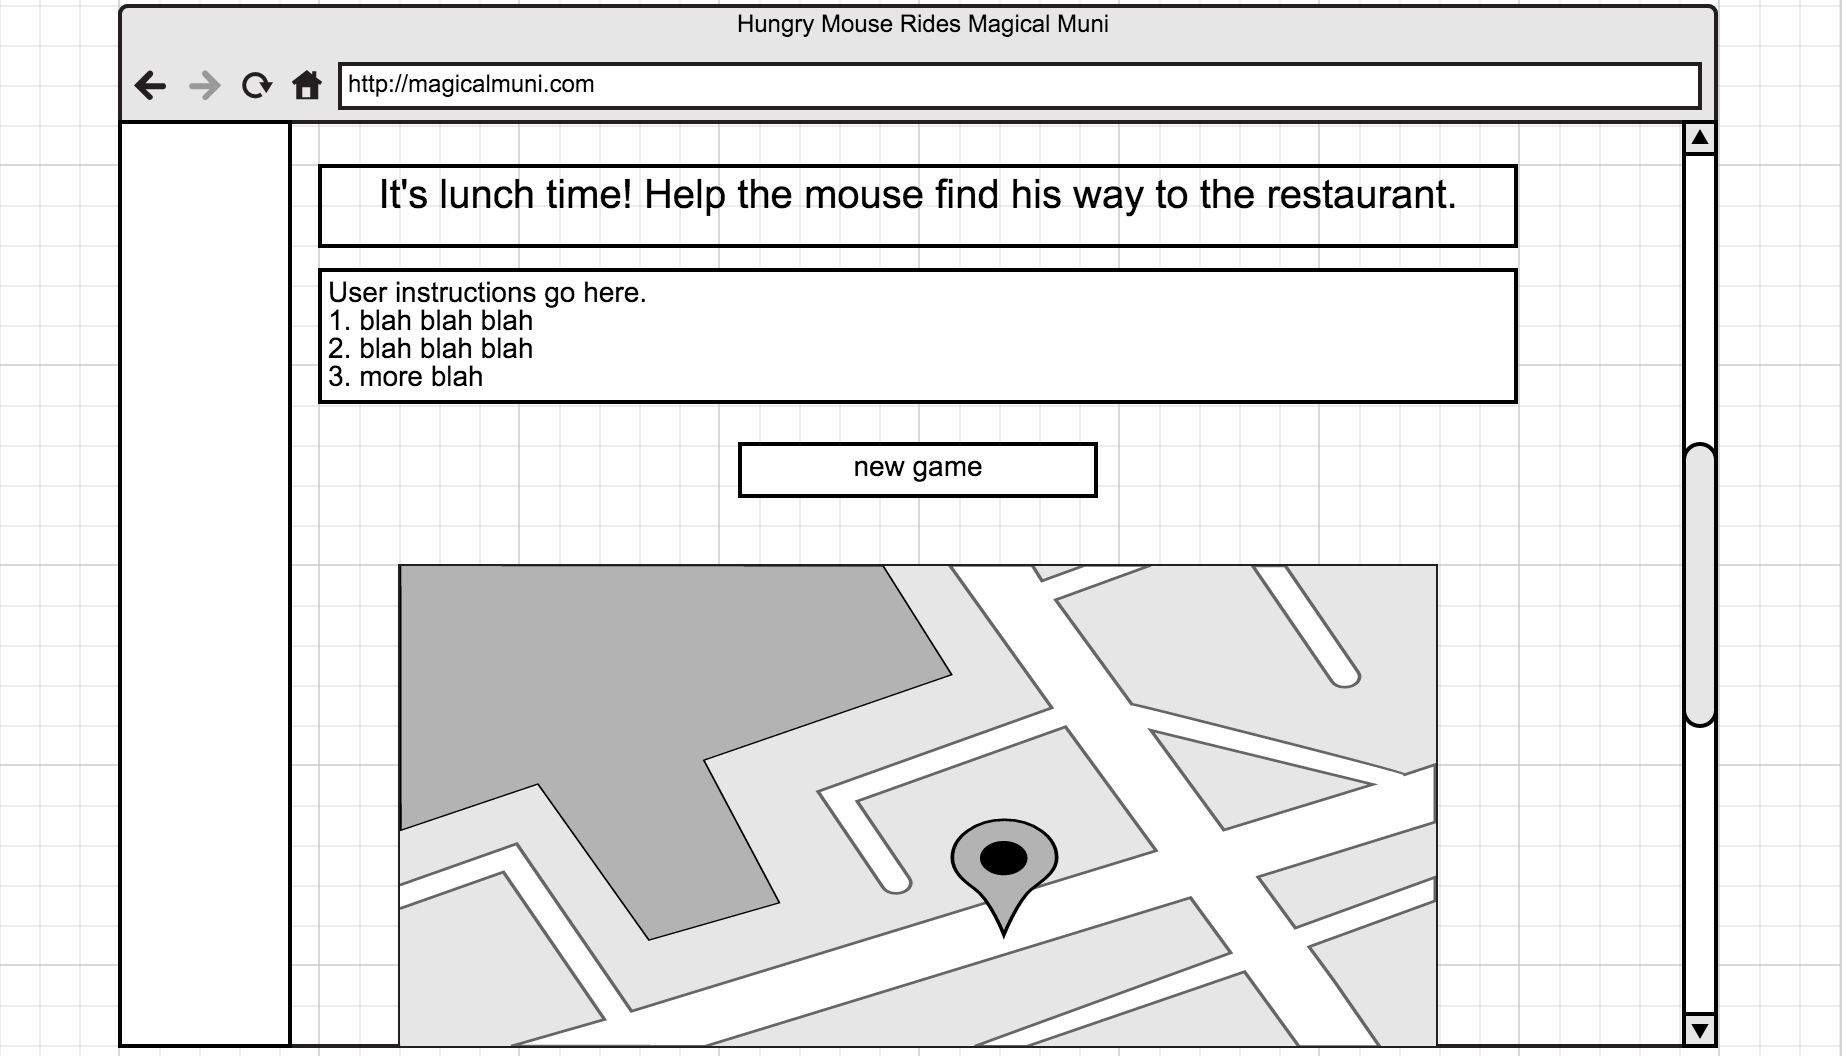 Hungry Mouse Rides Magical Muni
http://magicalmuni.com
It's lunch time! Help the mouse find his way to the restaurant.
User instructions go here.
1. blah blah blah
2. blah blah blah
3. more blah
new game